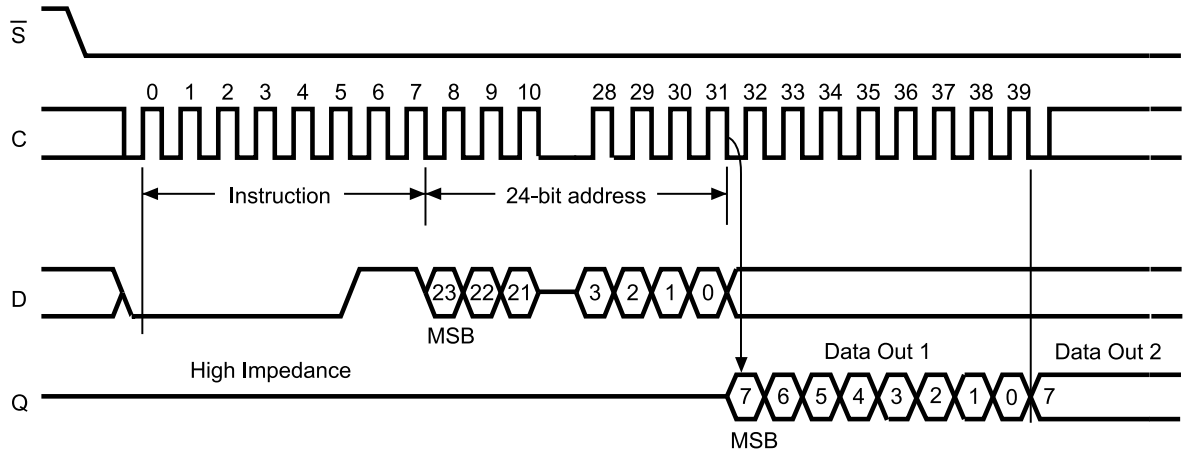 S
0 1 2 3 4 5 6 7 8 9 10 28 29 30 31 32 33 34 35 36 37 38 39
C
Instruction 24-bit address
D
23 22 21 3 2 1 0
MSB
High Impedance Data Out 1 Data Out 2
Q
7 6 5 4 3 2 1 0 7
MSB